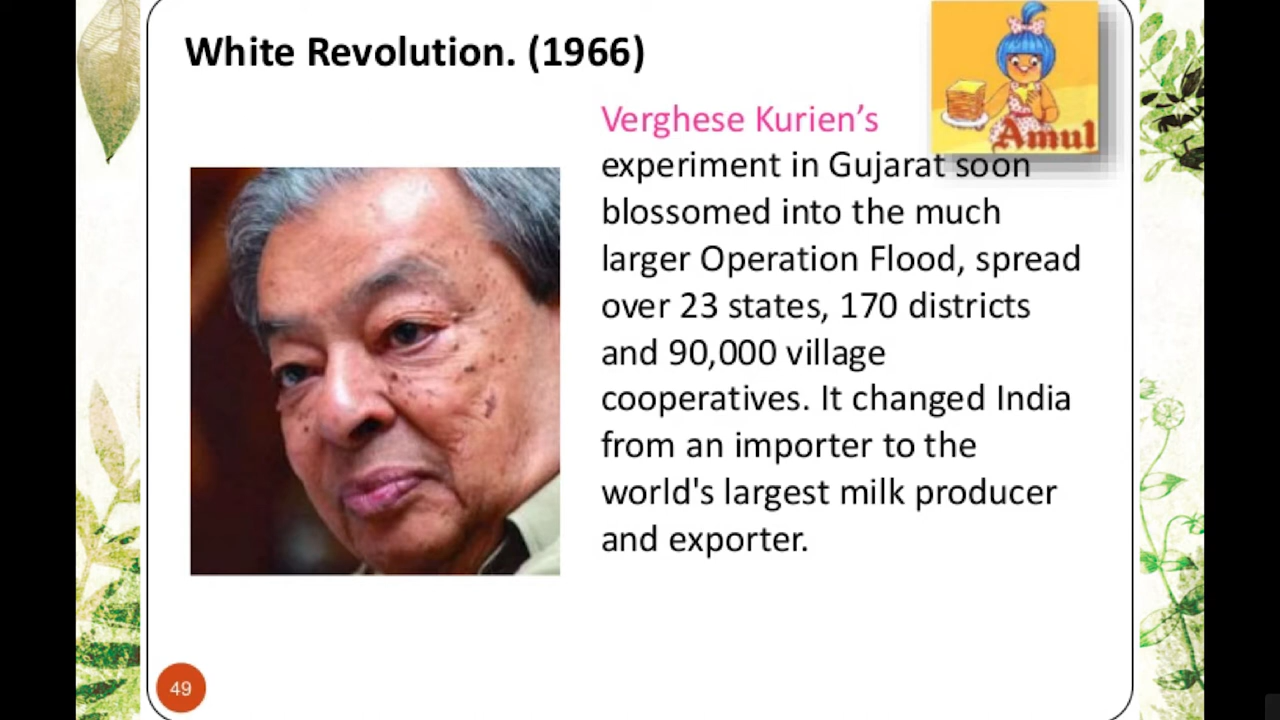 White Revolution. (1966)
Amul
Verghese Kurien’s
experiment in Gujarat soon
blossomed into the much
larger Operation Flood, spread
over 23 states, 170 districts
and 90,000 village
cooperatives. It changed India
from an importer to the
world's largest milk producer
and exporter.
49